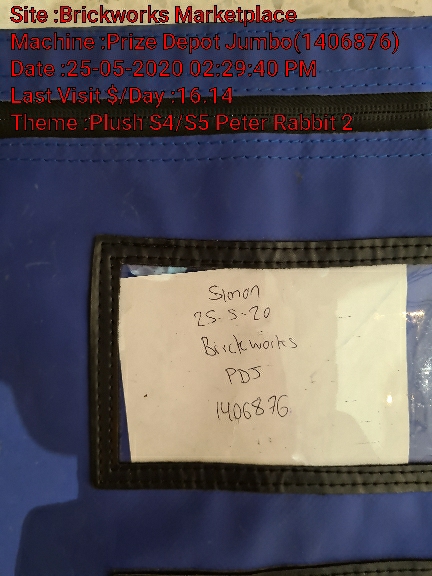 Site :Brickworks Marketplace
Machine :Prize Depot Jumbo(1406876)
Date :25-05-2020 02:29:40 PM
Last Visit $/Day :16.14
Theme :Plush S4/S5 Peter Rabbit 2
Simon
25-5-20
Birckworks
PDJ
1406876